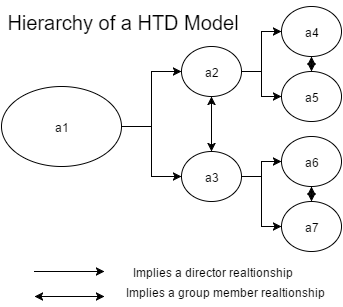 Hierarchy of a HTD Model
a4
a2
a5
a1
a6
a3
a7
Implies a director realtionship
Implies a group member realtionship